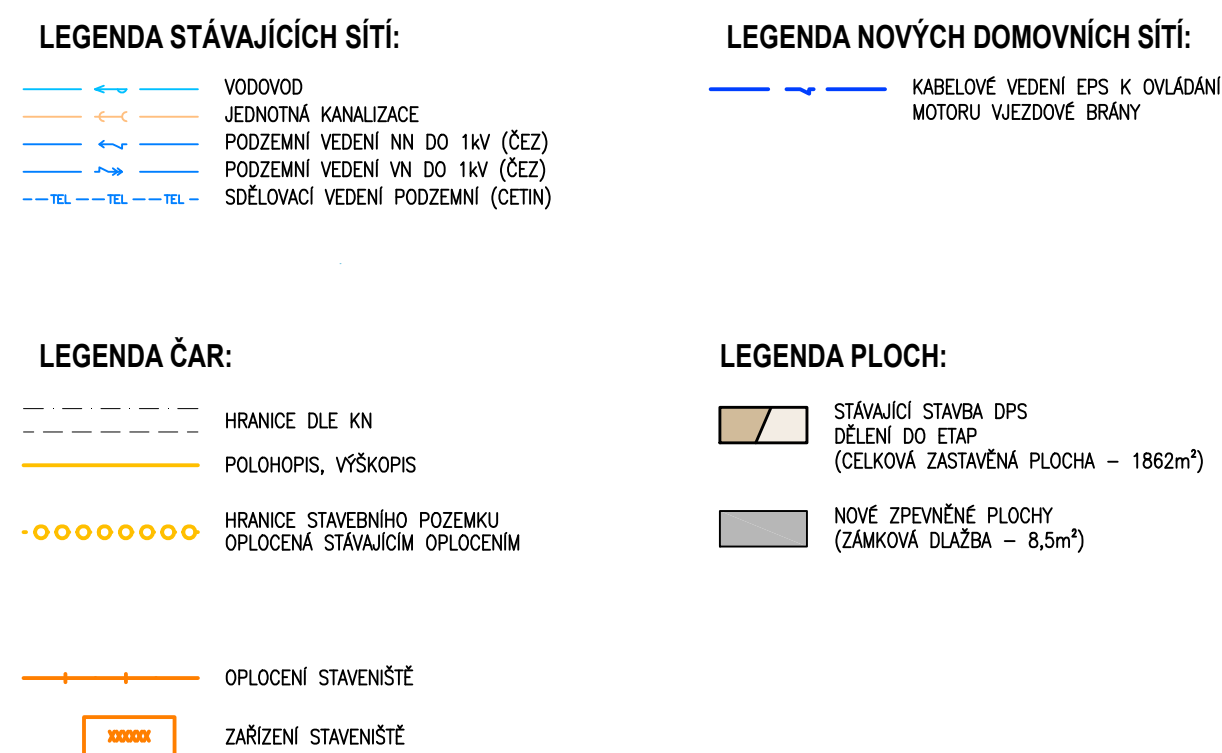 LEGENDA STÁVAJÍCÍCH SÍTÍ:
VODOVOD
JEDNOTNÁ KANALIZACE
PODZEMNÍ VEDENÍ NN DO 1kV (ČEZ)
PODZEMNÍ VEDENÍ VN DO 1kV (ČEZ)
TEL TEL TEL SDĚLOVACÍ VEDENÍ PODZEMNÍ (CETIN)
LEGENDA NOVÝCH DOMOVNÍCH SÍTÍ:
KABELOVÉ VEDENÍ EPS K OVLÁDÁNÍ
MOTORU VJEZDOVÉ BRÁNY
LEGENDA ČAR:
HRANICE DLE KN
POLOHOPIS, VÝŠKOPIS
HRANICE STAVEBNÍHO POZEMKU
OPLOCENÁ STÁVAJÍCÍM OPLOCENÍM
OPLOCENÍ STAVENIŠTĚ
XXXXXX ZAŘÍZENÍ STAVENIŠTĚ
LEGENDA PLOCH:
STÁVAJÍCÍ STAVBA DPS
DĚLENÍ DO ETAP
(CELKOVÁ ZASTAVĚNÁ PLOCHA – 1862m²)
NOVÉ ZPEVNĚNÉ PLOCHY
(ZÁMKOVÁ DLAŽBA – 8,5m²)